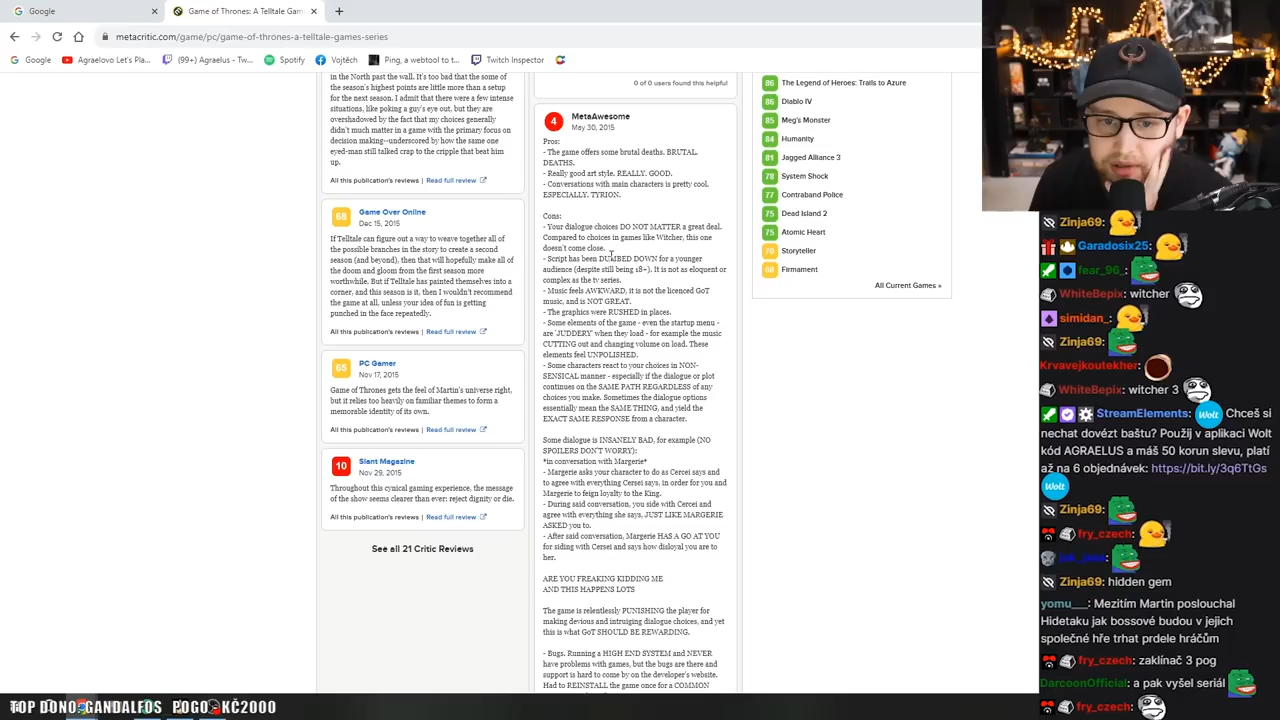 Google
Game of Thrones: A Telltale Gam
metacritic.com/game/pc/game-of-thrones-a-telltale-games-series
Google
Agraelovo Let's Pla...
(99+) Agraelus - Tw...
Spotify
Vojtěch
Ping, a webtool to t...
Twitch Inspector
in the North past the wall. It's too bad that the some of
the season's highest points are little more than a setup
for the next season. I admit that there were a few intense
situations, like poking a guy's eye out, but they are
overshadowed by the fact that my choices generally
didn't much matter in a game with the primary focus on
decision making--underscored by how the same one
eyed-man still talked crap to the cripple that beat him
up.
All this publication's reviews | Read full review
68
Game Over Online
Dec 15, 2015
If Telltale can figure out a way to weave together all of
the possible branches in the story to create a second
season (and beyond), then that will hopefully make all of
the doom and gloom from the first season more
worthwhile. But if Telltale has painted themselves into a
corner, and this season is it, then I wouldn't recommend
the game at all, unless your idea of fun is getting
punched in the face repeatedly.
All this publication's reviews | Read full review
65
PC Gamer
Nov 17, 2015
Game of Thrones gets the feel of Martin's universe right,
but it relies too heavily on familiar themes to form a
memorable identity of its own.
All this publication's reviews | Read full review
10
Slant Magazine
Nov 29, 2015
Throughout this cynical gaming experience, the message
of the show seems clearer than ever: reject dignity or die.
All this publication's reviews | Read full review
See all 21 Critic Reviews
0 of 0 users found this helpful
4
MetaAwesome
May 30, 2015
Pros:
- The game offers some brutal deaths. BRUTAL.
DEATHS.
- Really good art style. REALLY. GOOD.
- Conversations with main characters is pretty cool.
ESPECIALLY. TYRION.
Cons:
- Your dialogue choices DO NOT MATTER a great deal.
Compared to choices in games like Witcher, this one
doesn't come close.
- Script has been DUMBED DOWN for a younger
audience (despite still being 18+). It is not as eloquent or
complex as the tv series.
- Music feels AWKWARD, it is not the licenced GoT
music, and is NOT GREAT.
- The graphics were RUSHED in places.
- Some elements of the game - even the startup menu -
are 'JUDDERY' when they load - for example the music
CUTTING out and changing volume on load. These
elements feel UNPOLISHED.
- Some characters react to your choices in NON-
SENSICAL manner - especially if the dialogue or plot
continues on the SAME PATH REGARDLESS of any
choices you make. Sometimes the dialogue options
essentially mean the SAME THING, and yield the
EXACT SAME RESPONSE from a character.
Some dialogue is INSANELY BAD, for example (NO
SPOILERS DON'T WORRY):
*in conversation with Margerie*
- Margerie asks your character to do as Cercei says and
to agree with everything Cersei says, in order for you and
Margerie to feign loyalty to the King.
- During said conversation, you side with Cercei and
agree with everything she says, JUST LIKE MARGERIE
ASKED you to.
- After said conversation, Margerie HAS A GO AT YOU
for siding with Cersei and says how disloyal you are to
her.
ARE YOU FREAKING KIDDING ME
AND THIS HAPPENS LOTS
The game is relentlessly PUNISHING the player for
making devious and intruiging dialogue choices, and yet
this is what GoT SHOULD BE REWARDING.
- Bugs. Running a HIGH END SYSTEM and NEVER
have problems with games, but the bugs are there and
support is hard to come by on the developer's website.
Had to REINSTALL the game once for a COMMON
86 The Legend of Heroes: Trails to Azure
86 Diablo IV
85 Meg's Monster
84 Humanity
81 Jagged Alliance 3
78 System Shock
77 Contraband Police
75 Dead Island 2
75 Atomic Heart
70 Storyteller
68 Firmament
All Current Games »
Zinja69:
Garadosix25:
fear_96_:
WhiteBepix: witcher
simidan_:
Zinja69:
Krvavejkoutekher:
WhiteBepix: witcher 3
StreamElements: Wolt Chceš si
nechat dovézt baštu? Použij v aplikaci Wolt
kód AGRAELUS a máš 50 korun slevu, platí
až na 6 objednávek: https://bit.ly/3q6TtGs
Wolt
Zinja69:
fry_czech:
Zinja69: hidden gem
yomu___: Mezitím Martin poslouchal
Hidetaku jak bossové budou v jejich
společné hře trhat prdele hráčům
fry_czech: zaklínač 3 pog
DarcoonOfficial: a pak vyšel seriál
fry_czech:
TOP DONO: GANDALF0S
KČ2000